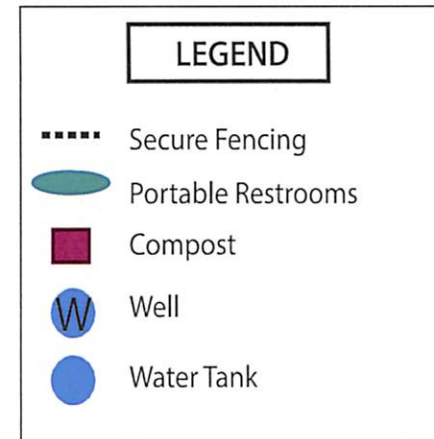 LEGEND
Secure Fencing
Portable Restrooms
Compost
W Well
Water Tank